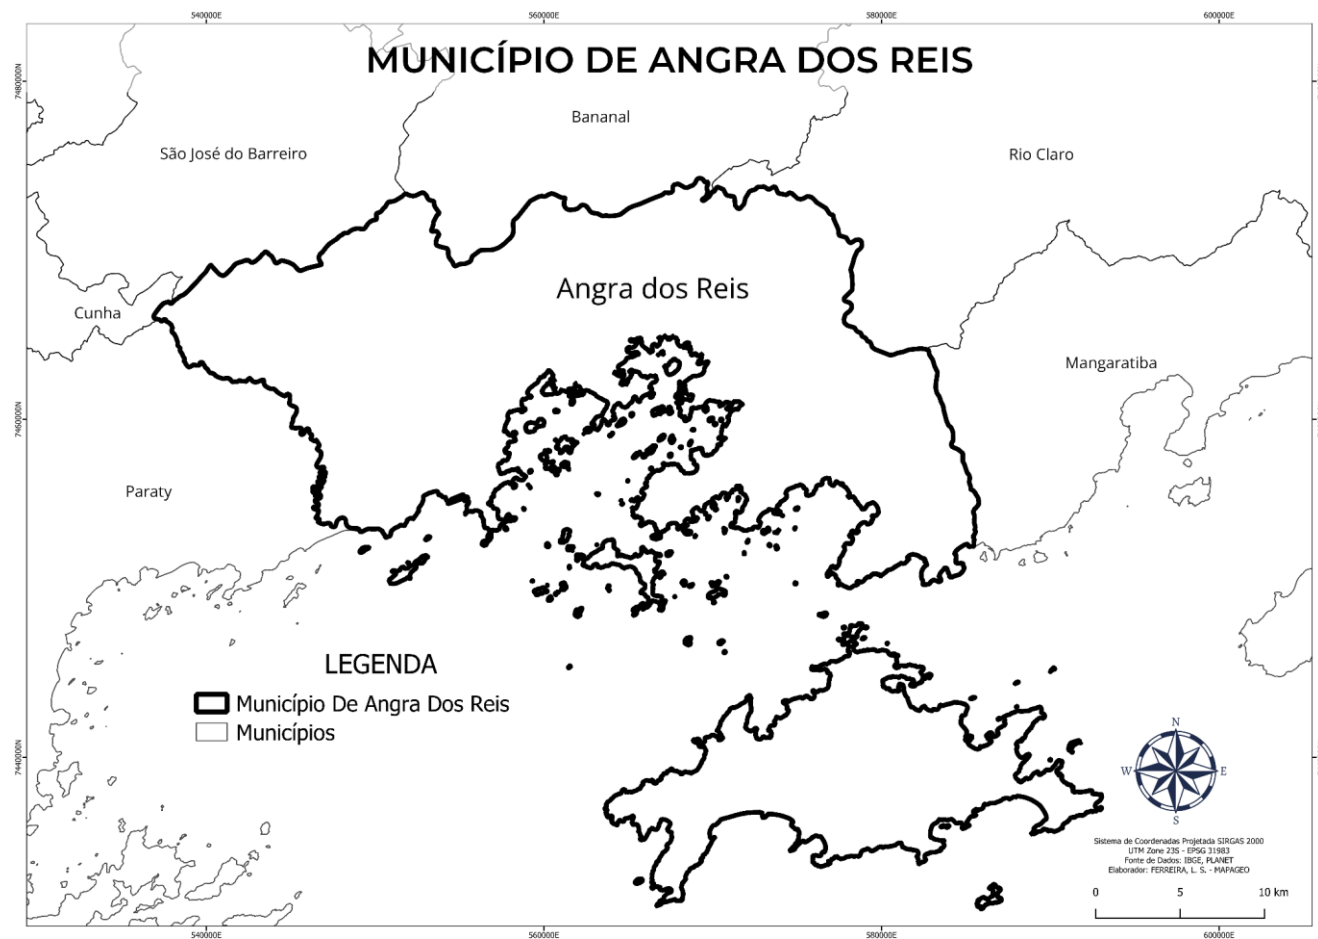 540000E
560000E
580000E
600000E
MUNICÍPIO DE ANGRA DOS REIS
7480000N
Bananal
São José do Barreiro
Rio Claro
Angra dos Reis
Cunha
Mangaratiba
7460000N
Paraty
LEGENDA
Município De Angra Dos Reis
Municípios
7440000N
N
W
E
S
Sistema de Coordenadas Projetada SIRGAS 2000
UTM Zone 23S - EPSG 31983
Fonte de Dados: IBGE, PLANET
Elaborador: FERREIRA, L. S. - MAPAGEO
0 5 10 km
540000E
560000E
580000E
600000E